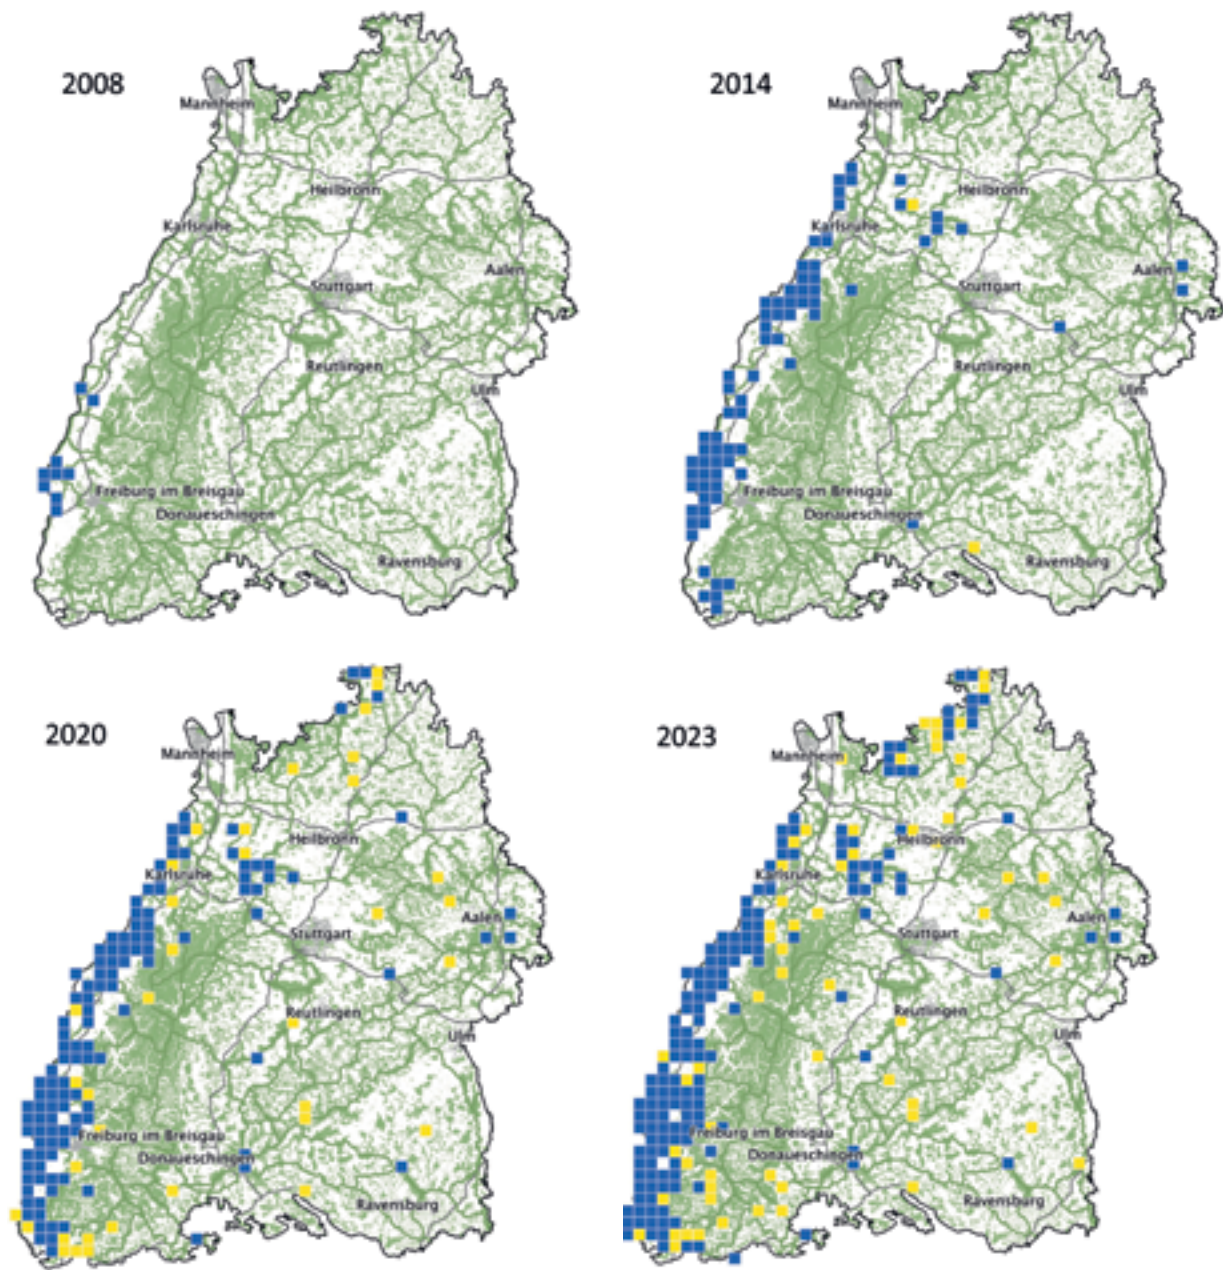 2008
Mannheim
Heilbronn
Karlsruhe
Aalen
Stuttgart
Reutlingen
Ulm
Freiburg im Breisgau
Donaueschingen
Ravensburg
2014
Mannheim
Heilbronn
Karlsruhe
Aalen
Stuttgart
Reutlingen
Ulm
Freiburg im Breisgau
Donaueschingen
Ravensburg
2020
Mannheim
Heilbronn
Karlsruhe
Aalen
Stuttgart
Reutlingen
Ulm
Freiburg im Breisgau
Donaueschingen
Ravensburg
2023
Mannheim
Heilbronn
Karlsruhe
Aalen
Stuttgart
Reutlingen
Ulm
Freiburg im Breisgau
Donaueschingen
Ravensburg